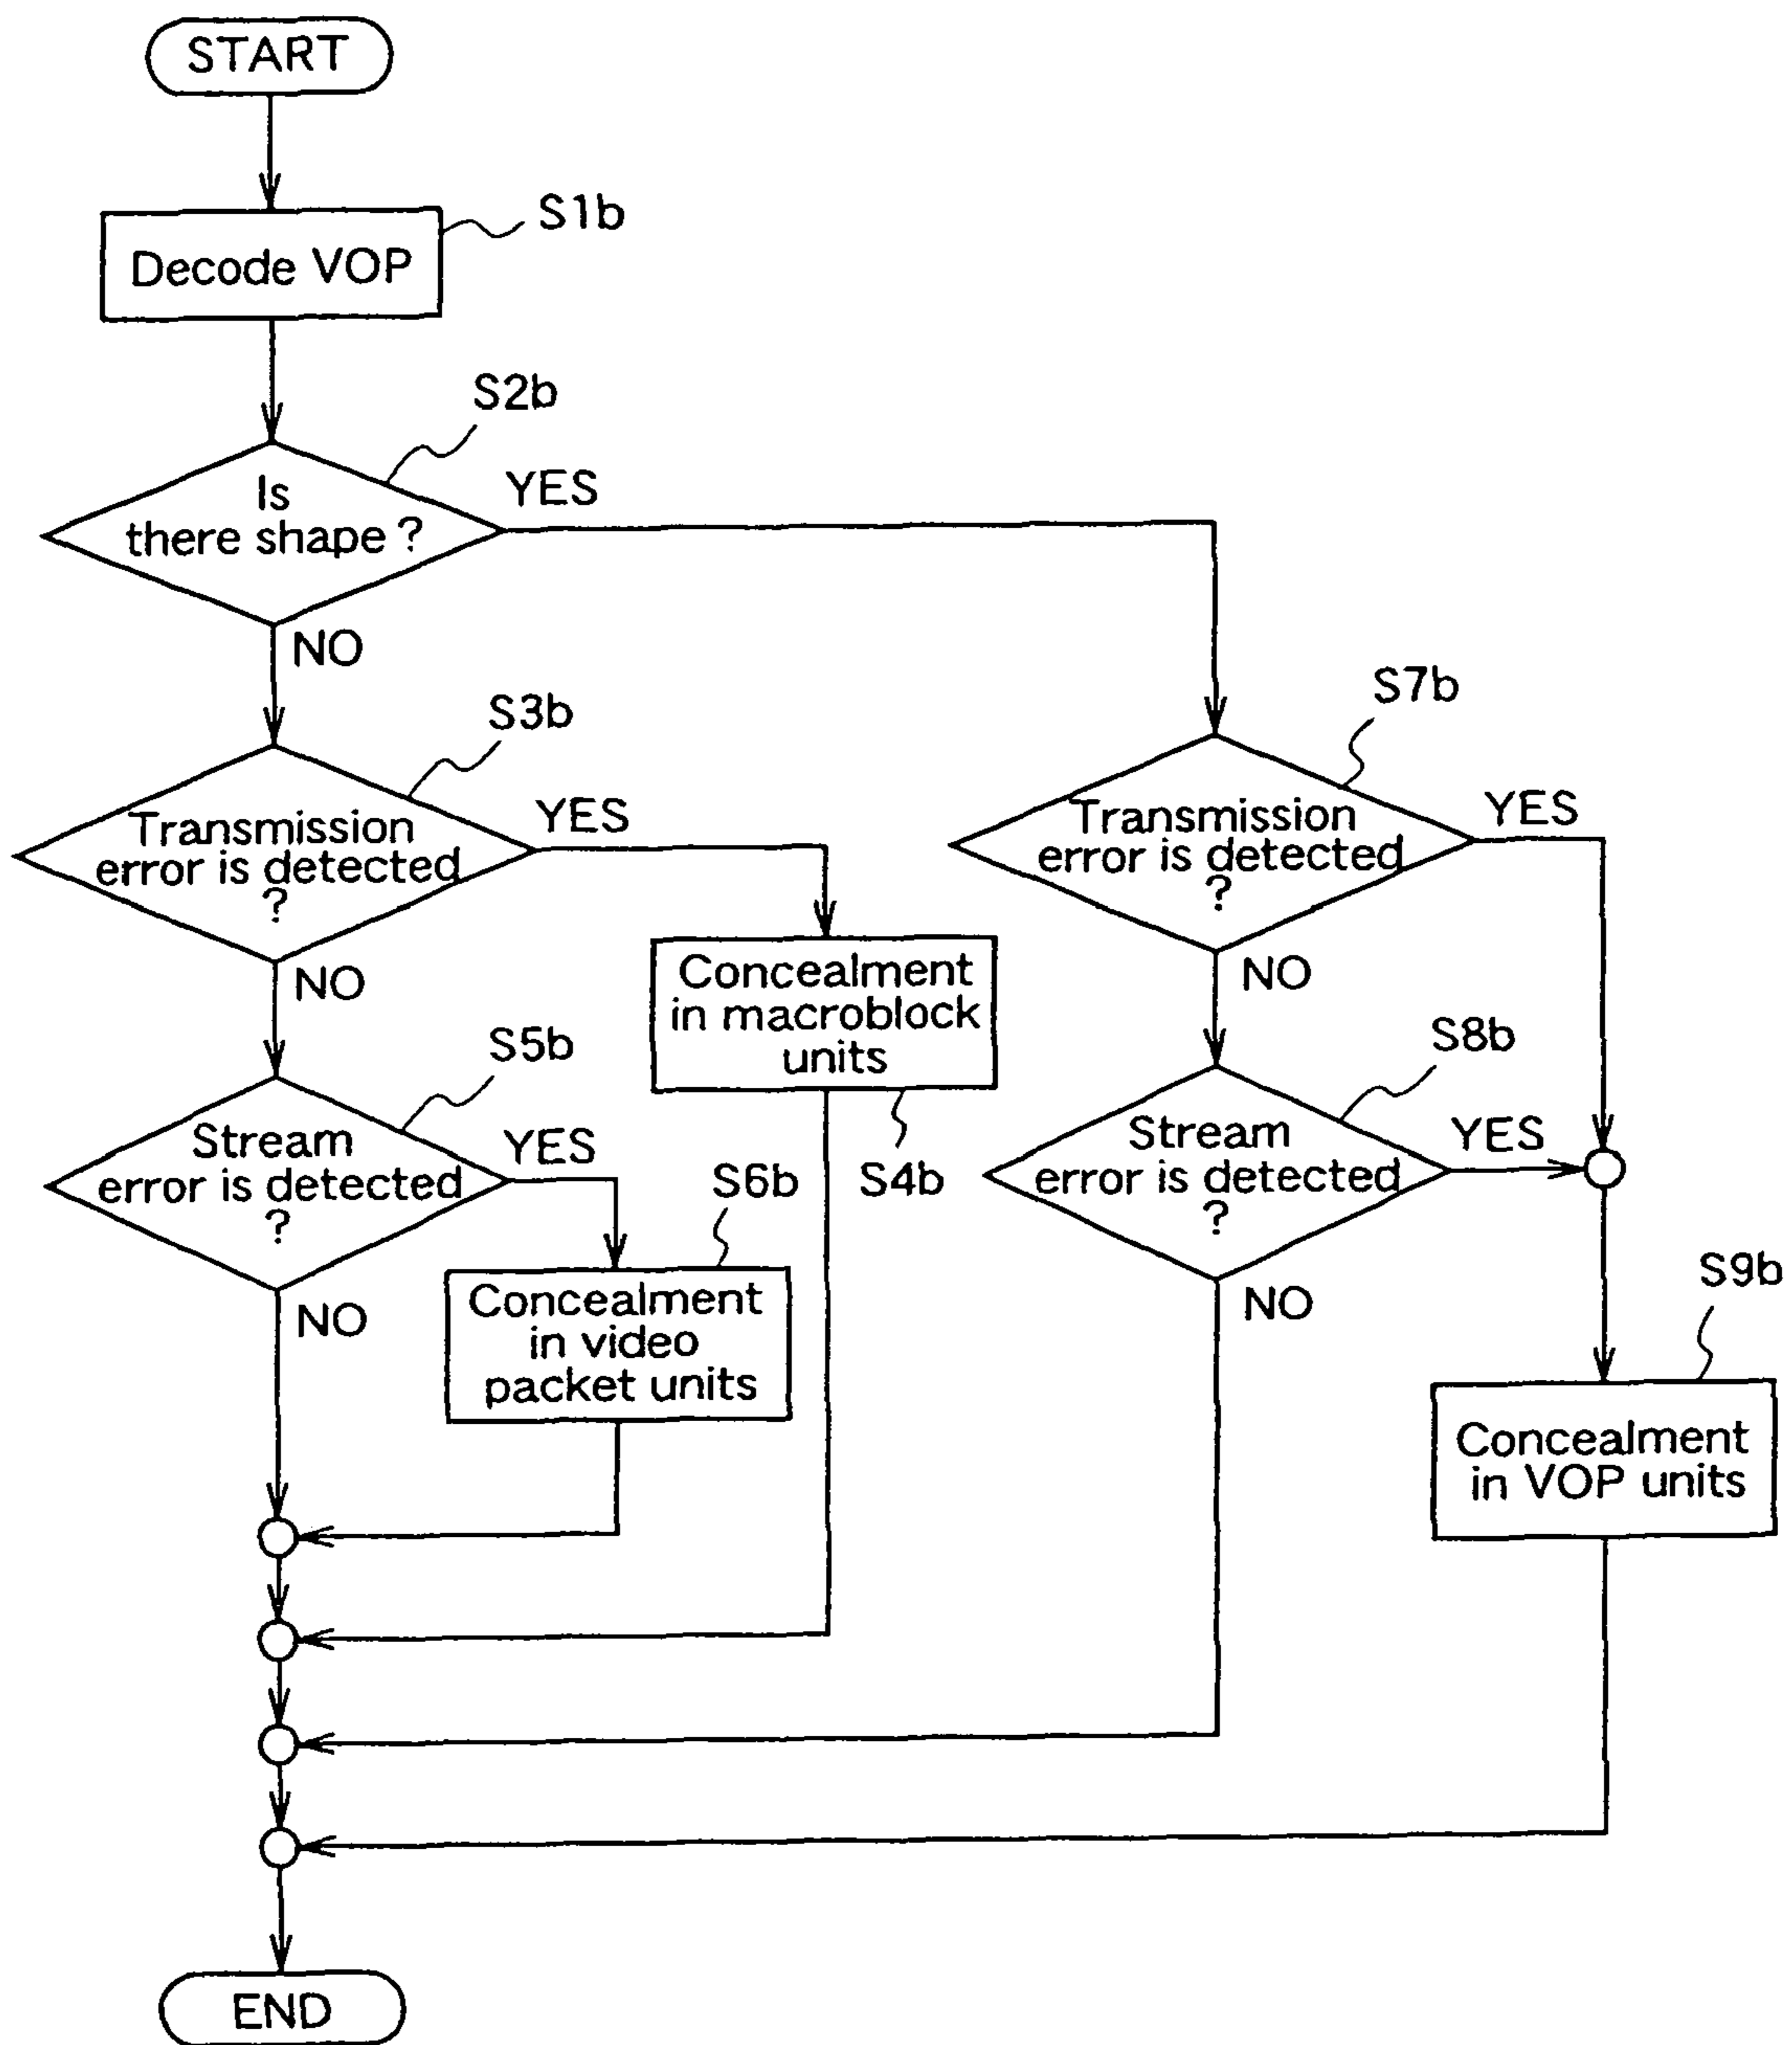 START
S1b
Decode VOP
S2b
YES
Is
there shape ?
NO
S3b
YES
Transmission
error is detected
?
NO
S7b
YES
Transmission
error is detected
?
NO
Concealment
in macroblock
units
S4b
S5b
YES
Stream
error is detected
?
NO
S6b
Concealment
in video
packet units
S8b
YES
Stream
error is detected
?
NO
S9b
Concealment
in VOP units
END